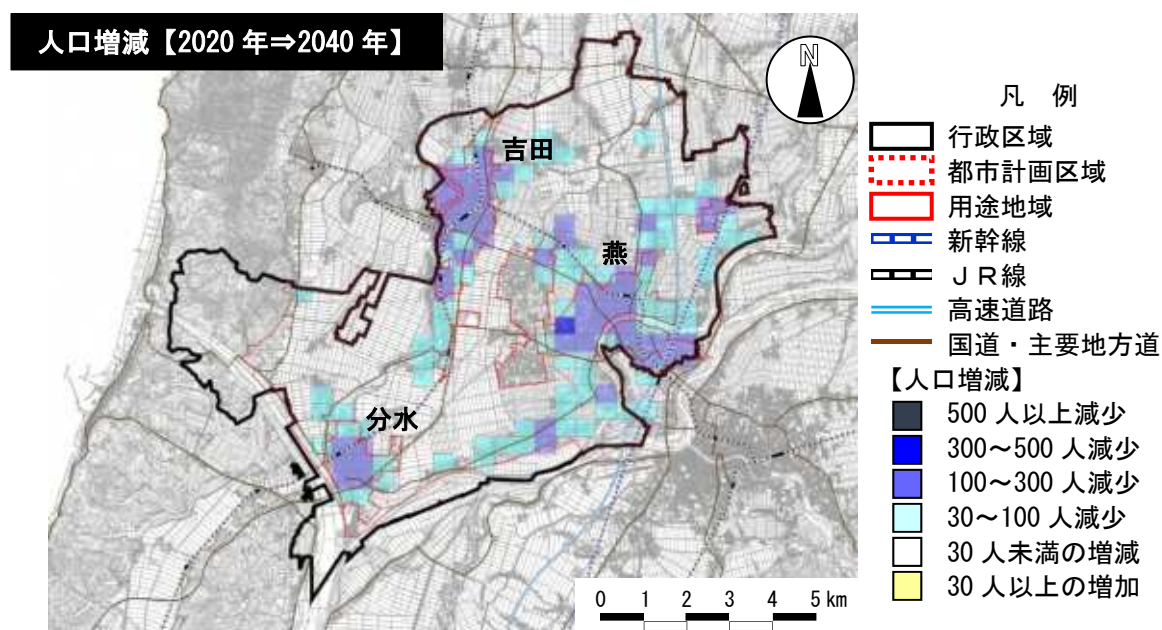 人口増減【2020年⇒2040年】
N
吉田
燕
分水
凡 例
行政区域
都市計画区域
用途地域
新幹線
ＪＲ線
高速道路
国道・主要地方道
【人口増減】
500人以上減少
300～500人減少
100～300人減少
30～100人減少
30人未満の増減
30人以上の増加
0 1 2 3 4 5 km